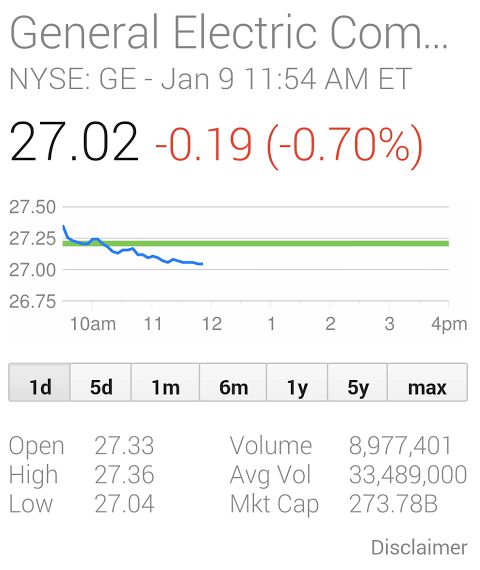 General Electric Com...
NYSE: GE - Jan 9 11:54 AM ET
27.02 -0.19 (-0.70%)
27.50
27.25
27.00
26.75
10am 11 12 1 2 3 4pm
1d 5d 1m 6m 1y 5y max
Open 27.33 Volume 8,977,401
High 27.36 Avg Vol 33,489,000
Low 27.04 Mkt Cap 273.78B
Disclaimer